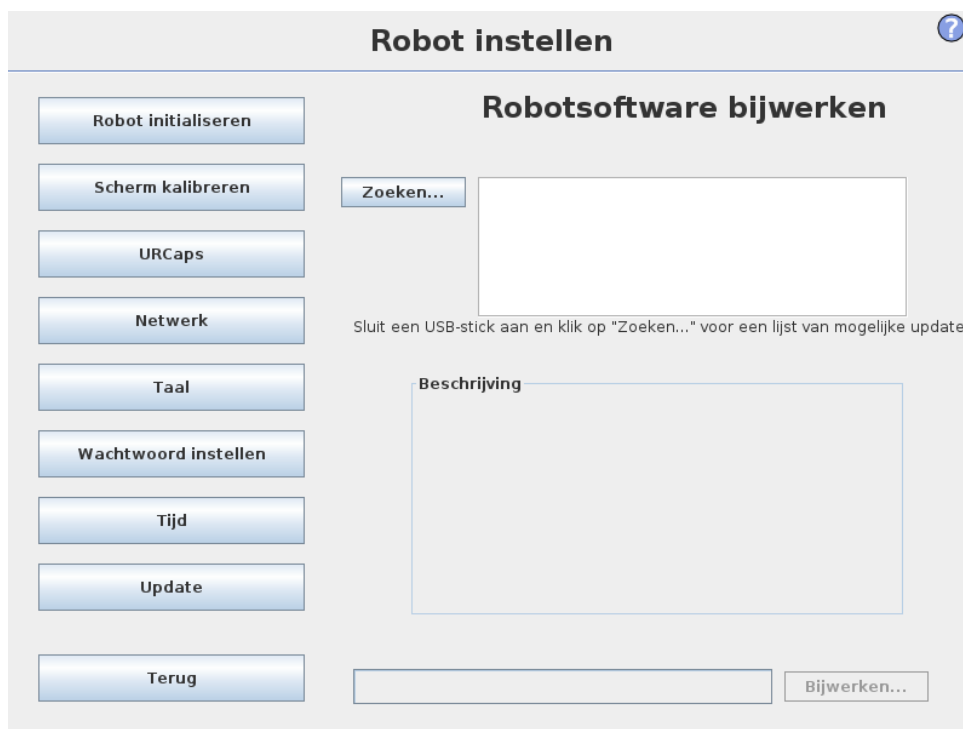 Robot instellen
?
Robotsoftware bijwerken
Robot initialiseren
Scherm kalibreren
URCaps
Netwerk
Taal
Wachtwoord instellen
Tijd
Update
Terug
Zoeken...
Sluit een USB-stick aan en klik op "Zoeken..." voor een lijst van mogelijke update
Beschrijving
Bijwerken...